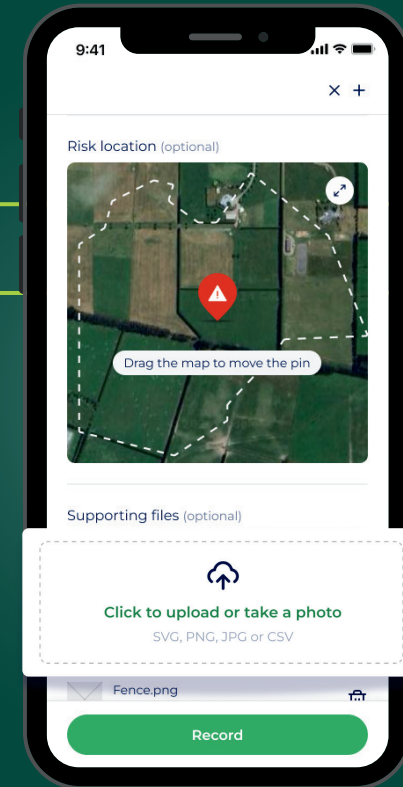 9:41
Risk location (optional)
Drag the map to move the pin
Supporting files (optional)
Click to upload or take a photo
SVG, PNG, JPG or CSV
Fence.png
Record